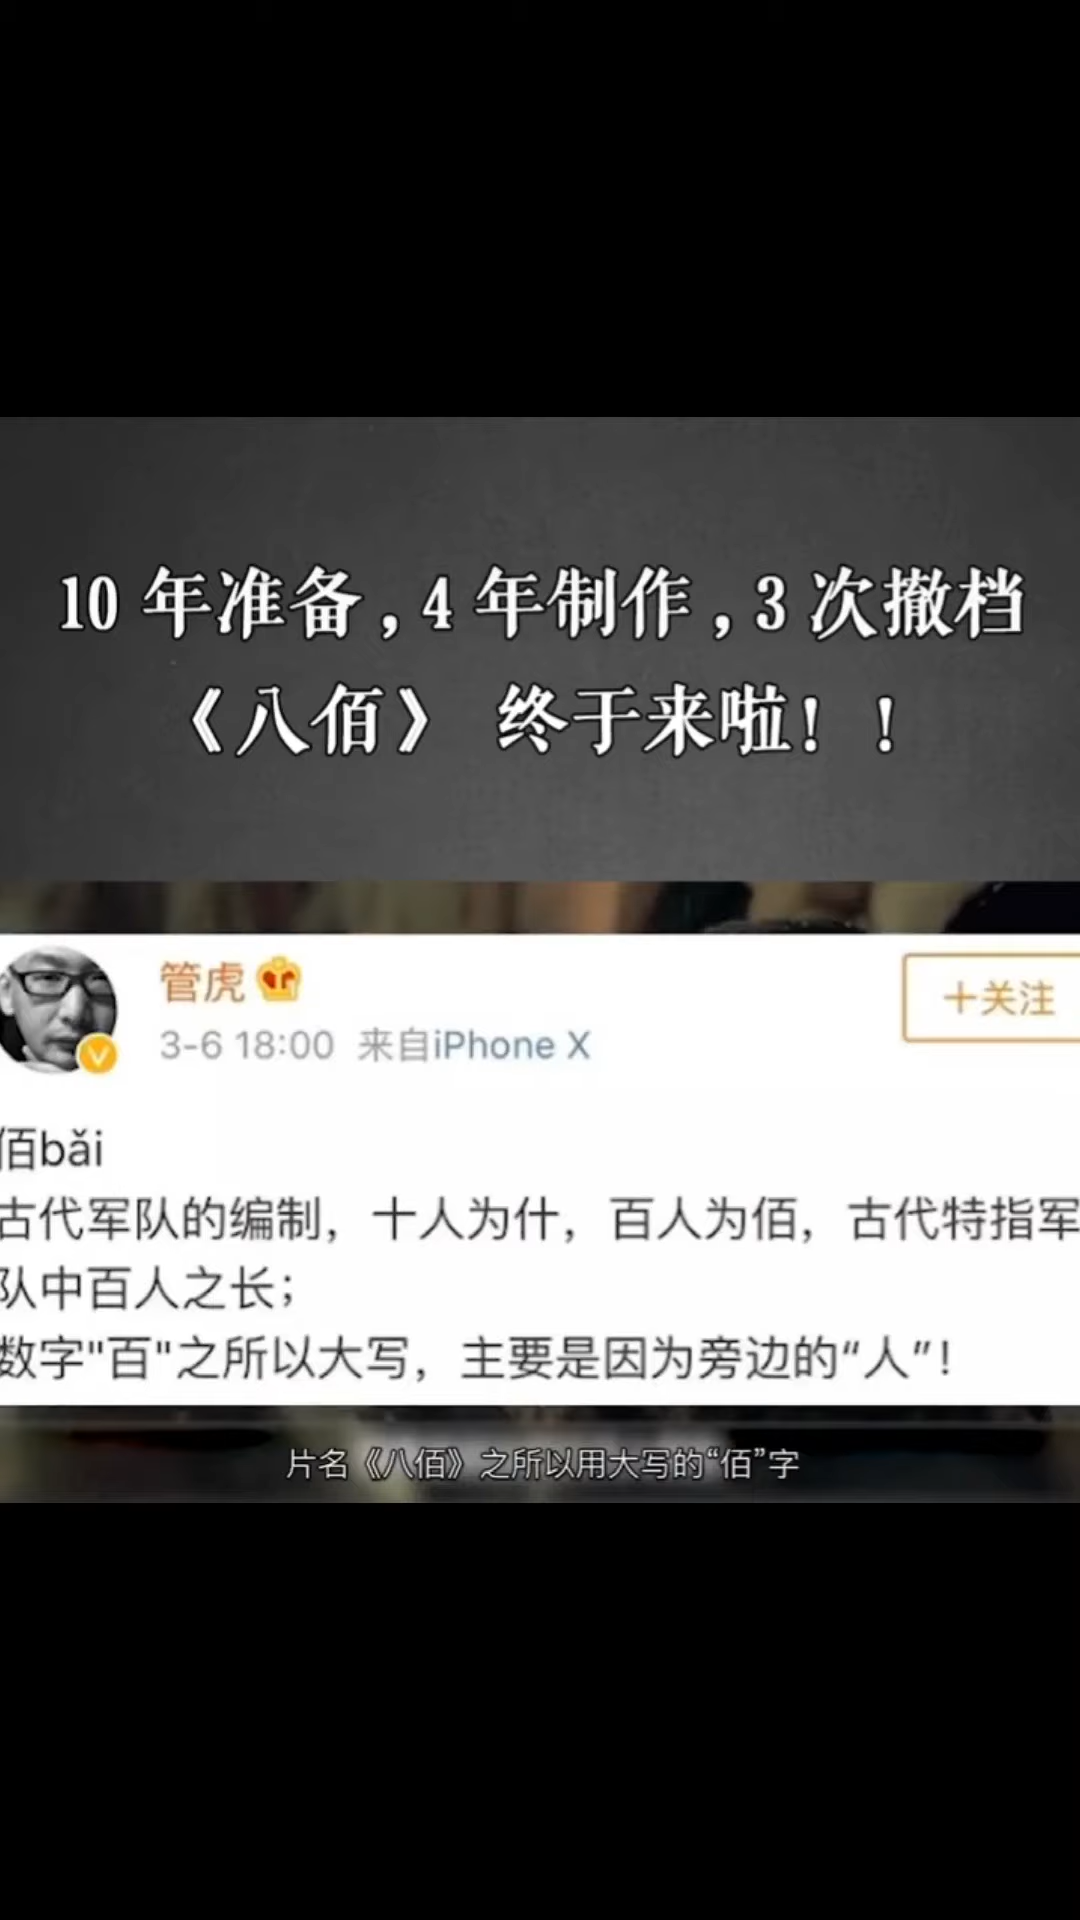 10 年准备，4 年制作，3 次撤档
《八佰》 终于来啦！！
管虎
3-6 18:00 来自iPhone X
+关注
佰bǎi
古代军队的编制，十人为什，百人为佰，古代特指军
队中百人之长；
数字"百"之所以大写，主要是因为旁边的“人”！
片名《八佰》之所以用大写的“佰”字